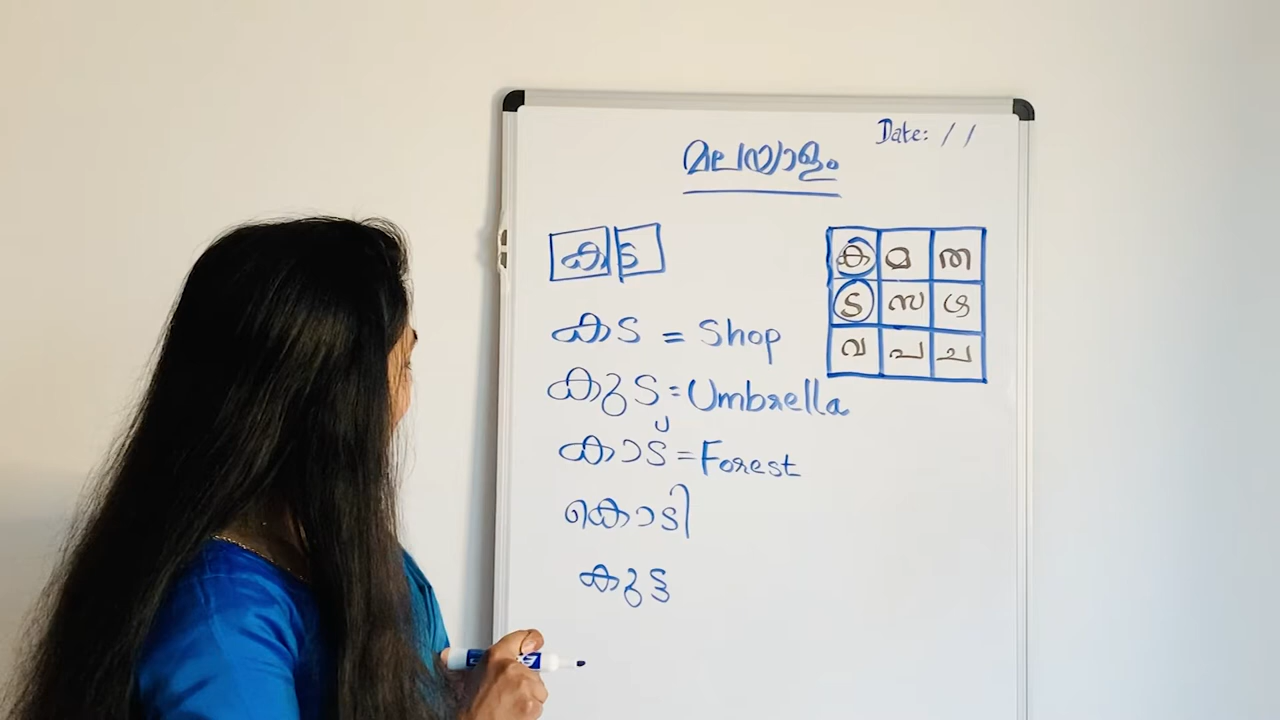 Date: / /
മലയാളം
ക ട
ക മ ത
ട സ ശ
വ പ ച
കട = Shop
കുട = Umbrella
കാട് = Forest
കൊടി
കുട്ട